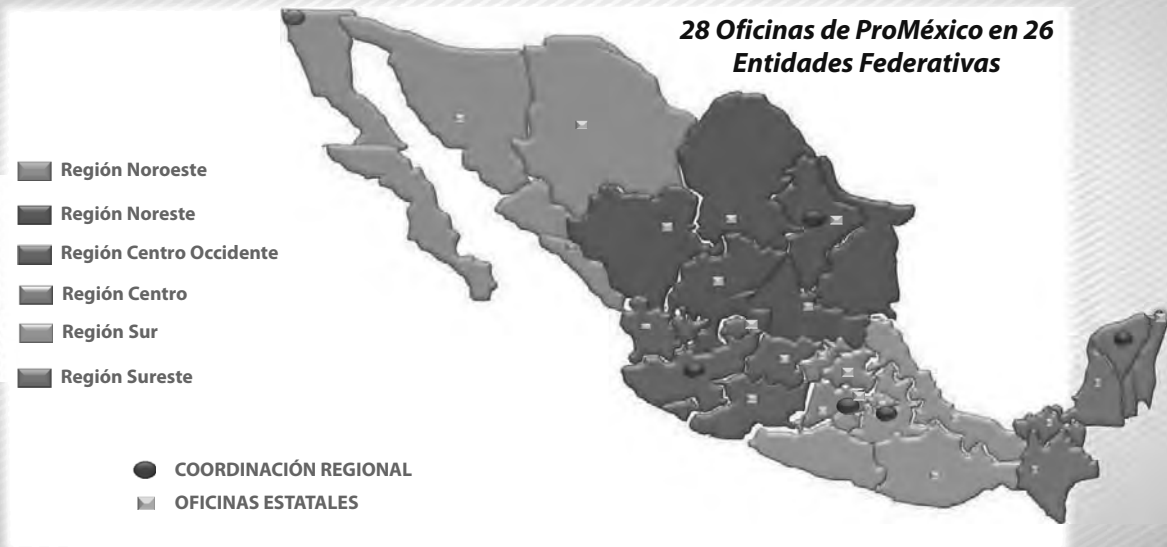 28 Oficinas de ProMéxico en 26
Entidades Federativas
Región Noroeste
Región Noreste
Región Centro Occidente
Región Centro
Región Sur
Región Sureste
COORDINACIÓN REGIONAL
OFICINAS ESTATALES